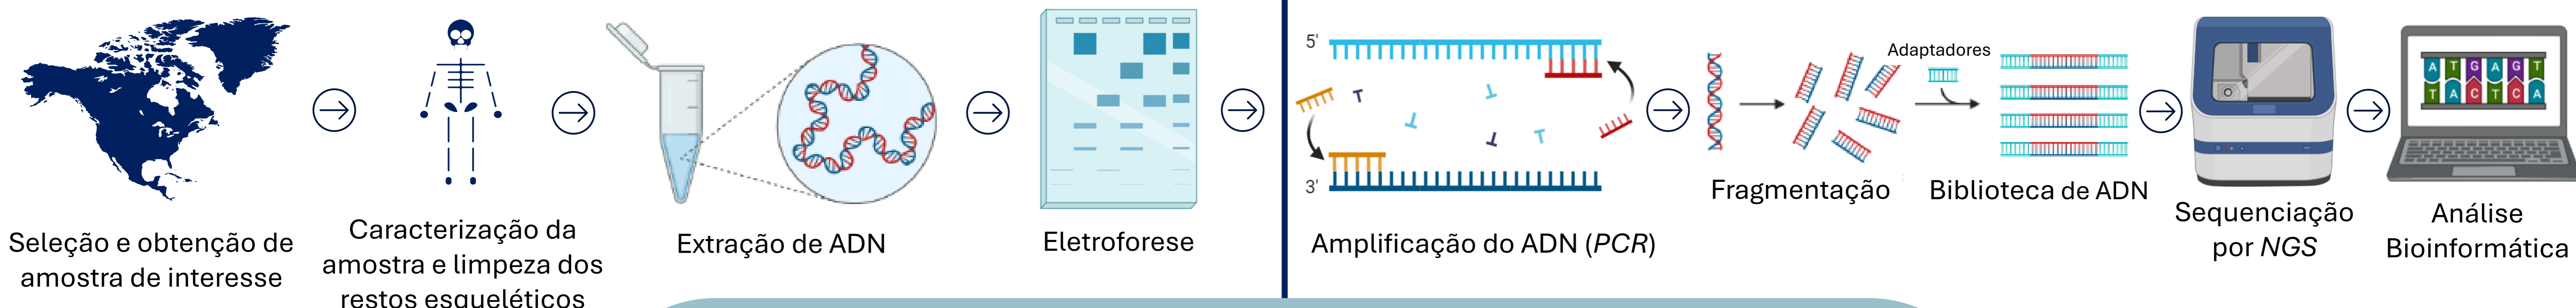 Seleção e obtenção de
amostra de interesse
Caracterização da
amostra e limpeza dos
restos esqueléticos
Extração de ADN
Eletroforese
5'
T
T
T
T
T
3'
Amplificação do ADN (PCR)
Fragmentação
Adaptadores
Biblioteca de ADN
Sequenciação
por NGS
A T G A G T
T A C T C A
Análise
Bioinformática